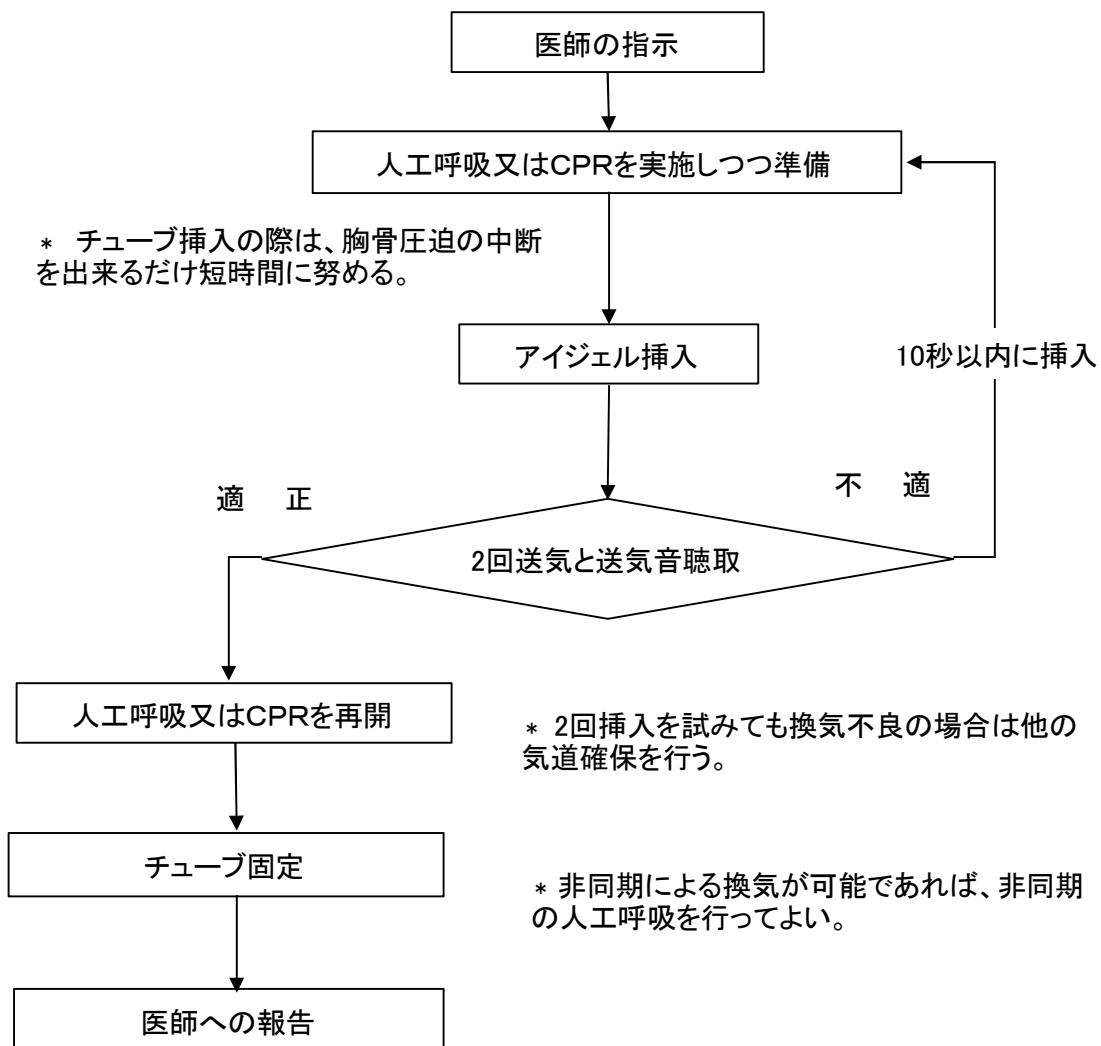 医師の指示
人工呼吸又はCPRを実施しつつ準備
* チューブ挿入の際は、胸骨圧迫の中断
を出来るだけ短時間に努める。
アイジェル挿入
10秒以内に挿入
適 正
不 適
2回送気と送気音聴取
人工呼吸又はCPRを再開
* 2回挿入を試みても換気不良の場合は他の
気道確保を行う。
チューブ固定
* 非同期による換気が可能であれば、非同期
の人工呼吸を行ってよい。
医師への報告